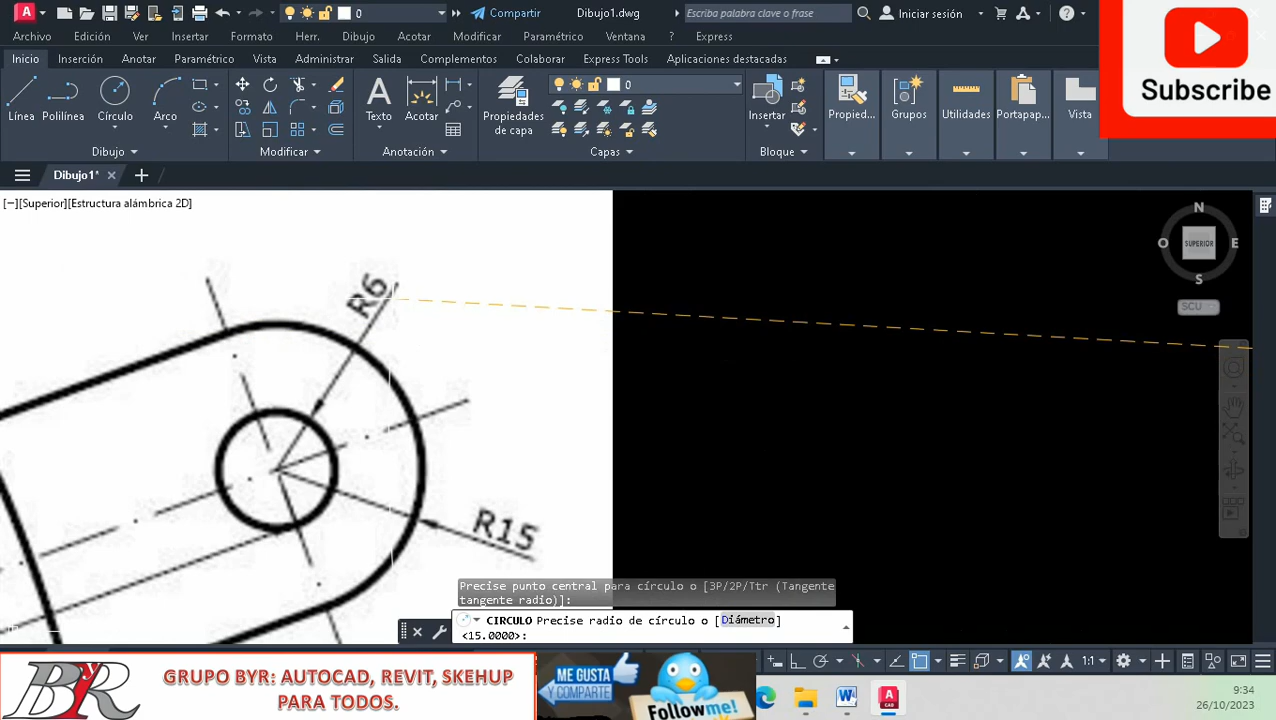 Compartir
Dibujo1.dwg
Escriba palabra clave o frase
Iniciar sesión
0
Archivo
Edición
Ver
Insertar
Formato
Herr.
Dibujo
Acotar
Modificar
Paramétrico
Ventana
?
Express
Inicio
Inserción
Anotar
Paramétrico
Vista
Administrar
Salida
Complementos
Colaborar
Express Tools
Aplicaciones destacadas
Subscribe
Línea
Polilínea
Círculo
Arco
Texto
Acotar
Propiedades
de capa
0
Insertar
Propied...
Grupos
Utilidades
Portapap...
Vista
Dibujo
Modificar
Anotación
Capas
Bloque
Dibujo1*
[−][Superior][Estructura alámbrica 2D]
N
O
SUPERIOR
E
S
SCU
R6
R15
Precise punto central para círculo o [3P/2P/Ttr (Tangente
tangente radio)]:
CIRCULO Precise radio de círculo o [Diámetro]
<15.0000>:
1:1
ByR
GRUPO BYR: AUTOCAD, REVIT, SKEHUP
PARA TODOS.
ME GUSTA
Y COMPARTE
Follow me!
9:34
26/10/2023